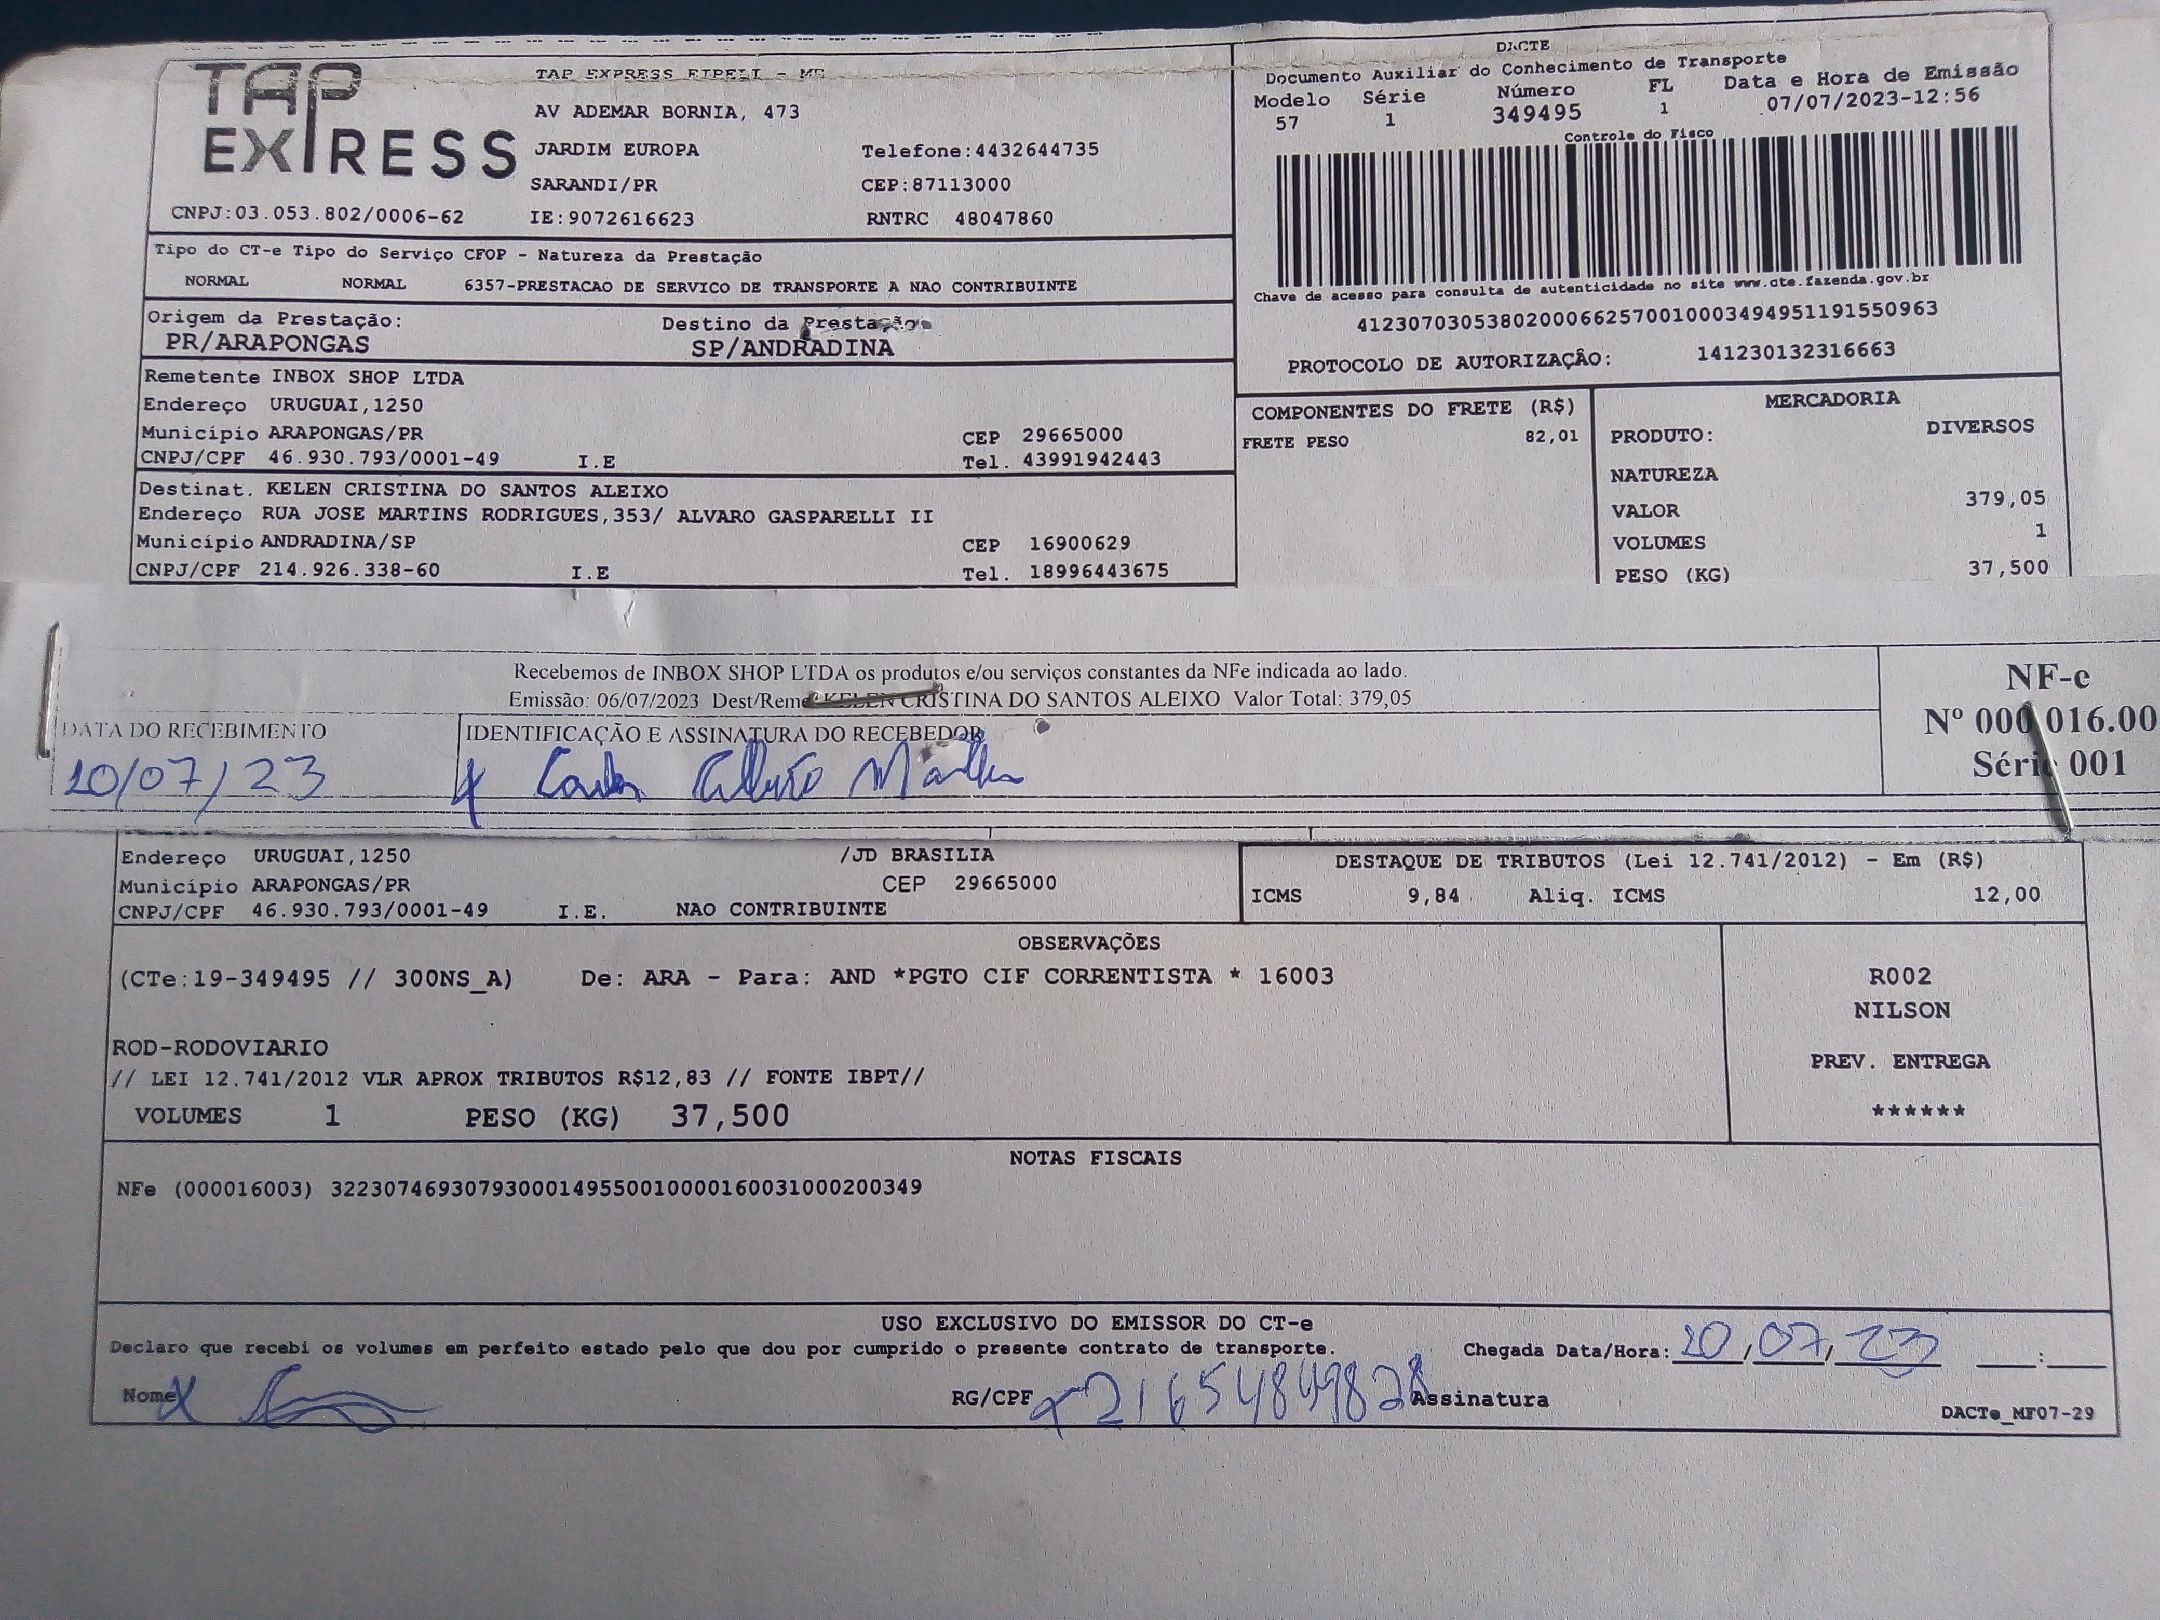 TAP EXPRESS
TAP EXPRESS EIRELI - ME
AV ADEMAR BORNIA, 473
JARDIM EUROPA Telefone:4432644735
SARANDI/PR CEP:87113000
CNPJ:03.053.802/0006-62 IE:9072616623 RNTRC 48047860
DACTE
Documento Auxiliar do Conhecimento de Transporte
Modelo Série Número FL Data e Hora de Emissão
57 1 349495 1 07/07/2023-12:56
Controle do Fisco
Chave de acesso para consulta de autenticidade no site www.cte.fazenda.gov.br
41230703053802000662570010003494951191550963
PROTOCOLO DE AUTORIZAÇÃO: 141230132316663
Tipo do CT-e Tipo do Serviço CFOP - Natureza da Prestação
NORMAL NORMAL 6357-PRESTACAO DE SERVICO DE TRANSPORTE A NAO CONTRIBUINTE
Origem da Prestação: Destino da Prestação:
PR/ARAPONGAS SP/ANDRADINA
Remetente INBOX SHOP LTDA
Endereço URUGUAI,1250
Município ARAPONGAS/PR CEP 29665000
CNPJ/CPF 46.930.793/0001-49 I.E Tel. 43991942443
Destinat. KELEN CRISTINA DO SANTOS ALEIXO
Endereço RUA JOSE MARTINS RODRIGUES,353/ ALVARO GASPARELLI II
Município ANDRADINA/SP CEP 16900629
CNPJ/CPF 214.926.338-60 I.E Tel. 18996443675
COMPONENTES DO FRETE (R$)
FRETE PESO 82,01
MERCADORIA
PRODUTO: DIVERSOS
NATUREZA
VALOR 379,05
VOLUMES 1
PESO (KG) 37,500
Recebemos de INBOX SHOP LTDA os produtos e/ou serviços constantes da NFe indicada ao lado.
Emissão: 06/07/2023 Dest/Reme KELEN CRISTINA DO SANTOS ALEIXO Valor Total: 379,05
DATA DO RECEBIMENTO IDENTIFICAÇÃO E ASSINATURA DO RECEBEDOR
10/07/23 x
NF-e
Nº 000.016.00
Série 001
Endereço URUGUAI,1250 /JD BRASILIA
Município ARAPONGAS/PR CEP 29665000
CNPJ/CPF 46.930.793/0001-49 I.E. NAO CONTRIBUINTE
DESTAQUE DE TRIBUTOS (Lei 12.741/2012) - Em (R$)
ICMS 9,84 Aliq. ICMS 12,00
OBSERVAÇÕES
(CTe:19-349495 // 300NS_A) De: ARA - Para: AND *PGTO CIF CORRENTISTA * 16003
ROD-RODOVIARIO
// LEI 12.741/2012 VLR APROX TRIBUTOS R$12,83 // FONTE IBPT//
VOLUMES 1 PESO (KG) 37,500
R002
NILSON
PREV. ENTREGA
******
NOTAS FISCAIS
NFe (000016003) 32230746930793000149550010000160031000200349
USO EXCLUSIVO DO EMISSOR DO CT-e
Declaro que recebi os volumes em perfeito estado pelo que dou por cumprido o presente contrato de transporte. Chegada Data/Hora: 10/07/23 __:__
Nome x RG/CPF x 21654849828 Assinatura
DACTe_MF07-29